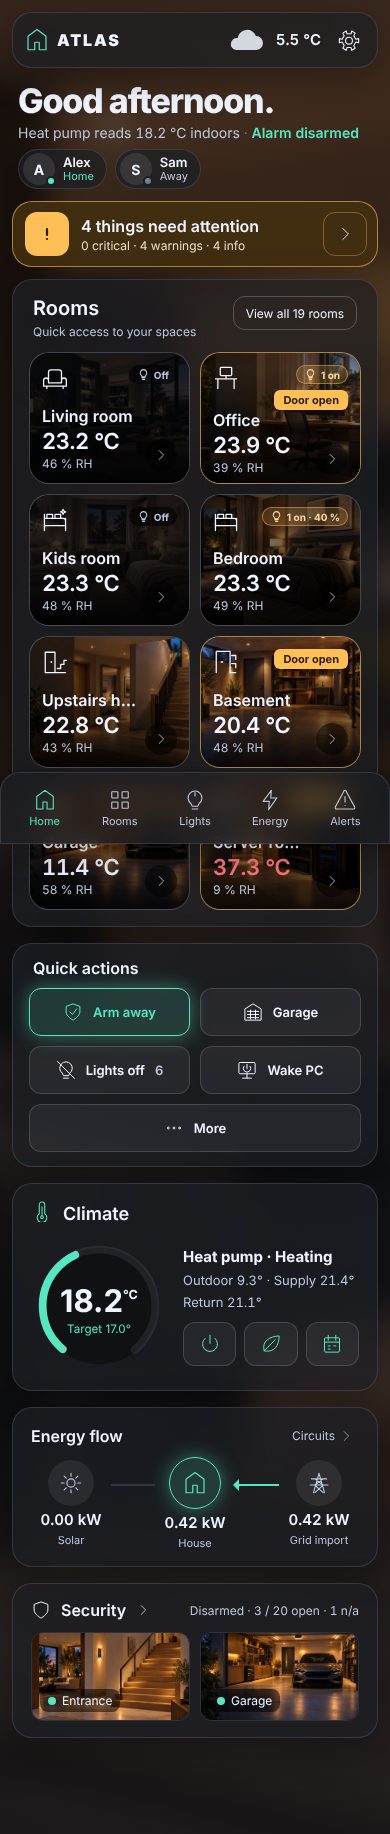 ATLAS
5.5 °C
Good afternoon.
Heat pump reads 18.2 °C indoors · Alarm disarmed
A
Alex
Home
S
Sam
Away
!
4 things need attention
0 critical · 4 warnings · 4 info
Rooms
Quick access to your spaces
View all 19 rooms
Off
Living room
23.2 °C
46 % RH
1 on
Door open
Office
23.9 °C
39 % RH
Off
Kids room
23.3 °C
48 % RH
1 on · 40 %
Bedroom
23.3 °C
49 % RH
Upstairs h...
22.8 °C
43 % RH
Door open
Basement
20.4 °C
48 % RH
Home
Rooms
Lights
Energy
Alerts
Garage
11.4 °C
58 % RH
Server ro...
37.3 °C
9 % RH
Quick actions
Arm away
Garage
Lights off 6
Wake PC
More
Climate
18.2°C
Target 17.0°
Heat pump · Heating
Outdoor 9.3° · Supply 21.4°
Return 21.1°
Energy flow
Circuits
0.00 kW
Solar
0.42 kW
House
0.42 kW
Grid import
Security
Disarmed · 3 / 20 open · 1 n/a
Entrance
Garage